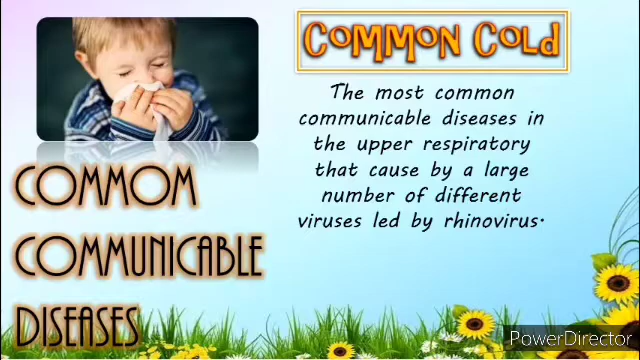 COMMOM
COMMUNICABLE
DISEASES
COMMON COLD
The most common
communicable diseases in
the upper respiratory
that cause by a large
number of different
viruses led by rhinovirus.
PowerDirector